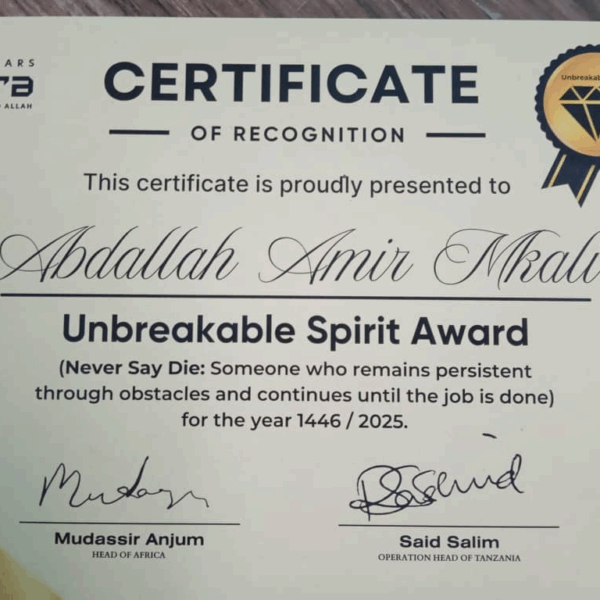 ARS
ALLAH
CERTIFICATE
OF RECOGNITION
This certificate is proudly presented to
Abdallah Amir
Unbreakable Spirit Award
(Never Say Die: Someone who remains persistent
through obstacles and continues until the job is done)
for the year 1446 / 2025.
Mudassir Anjum
HEAD OF AFRICA
Said Salim
OPERATION HEAD OF TANZANIA